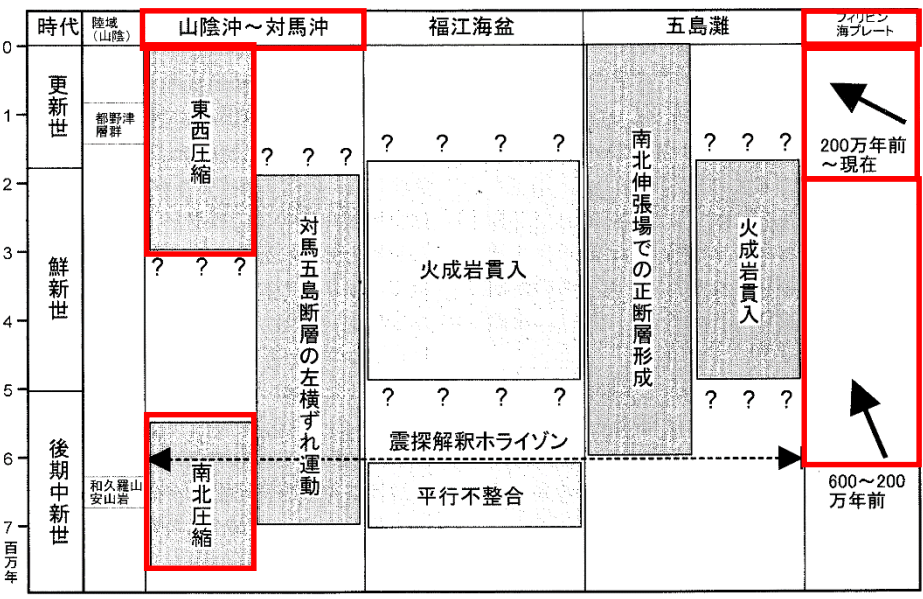 時代
陸域
(山陰)
山陰沖～対馬沖
福江海盆
五島灘
フィリピン
海プレート
0
1
2
3
4
5
6
7
百万年
更新世
鮮新世
後期中新世
都野津
層群
和久羅山
安山岩
東西圧縮
? ? ?
南北圧縮
? ? ?
対馬五島断層の左横ずれ運動
? ? ? ?
火成岩貫入
? ? ? ?
震探解釈ホライゾン
平行不整合
南北伸張場での正断層形成
? ? ?
火成岩貫入
? ? ?
200万年前
～現在
600～200
万年前